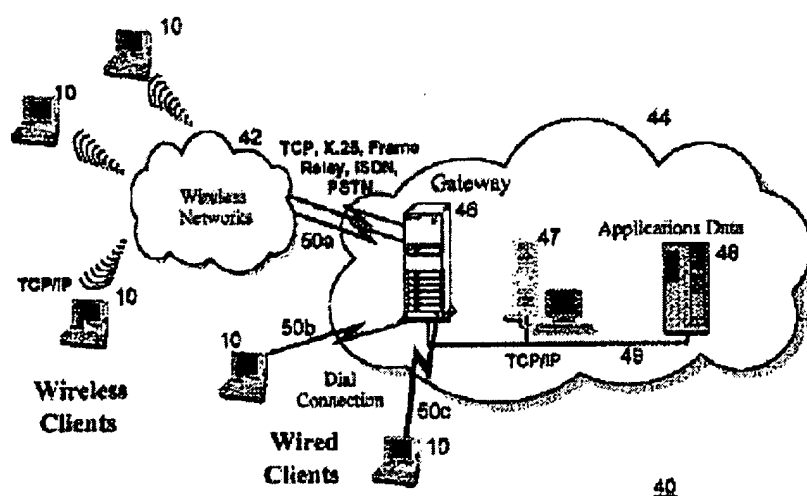 10
10
42
TCP, X.25, Frame
Relay, ISDN,
PSTN
44
Gateway
46
Wireless
Networks
50a
47
Applications Data
48
TCP/IP
10
50b
10
TCP/IP
49
Dial
Connection
50c
Wireless
Clients
Wired
Clients
10
40